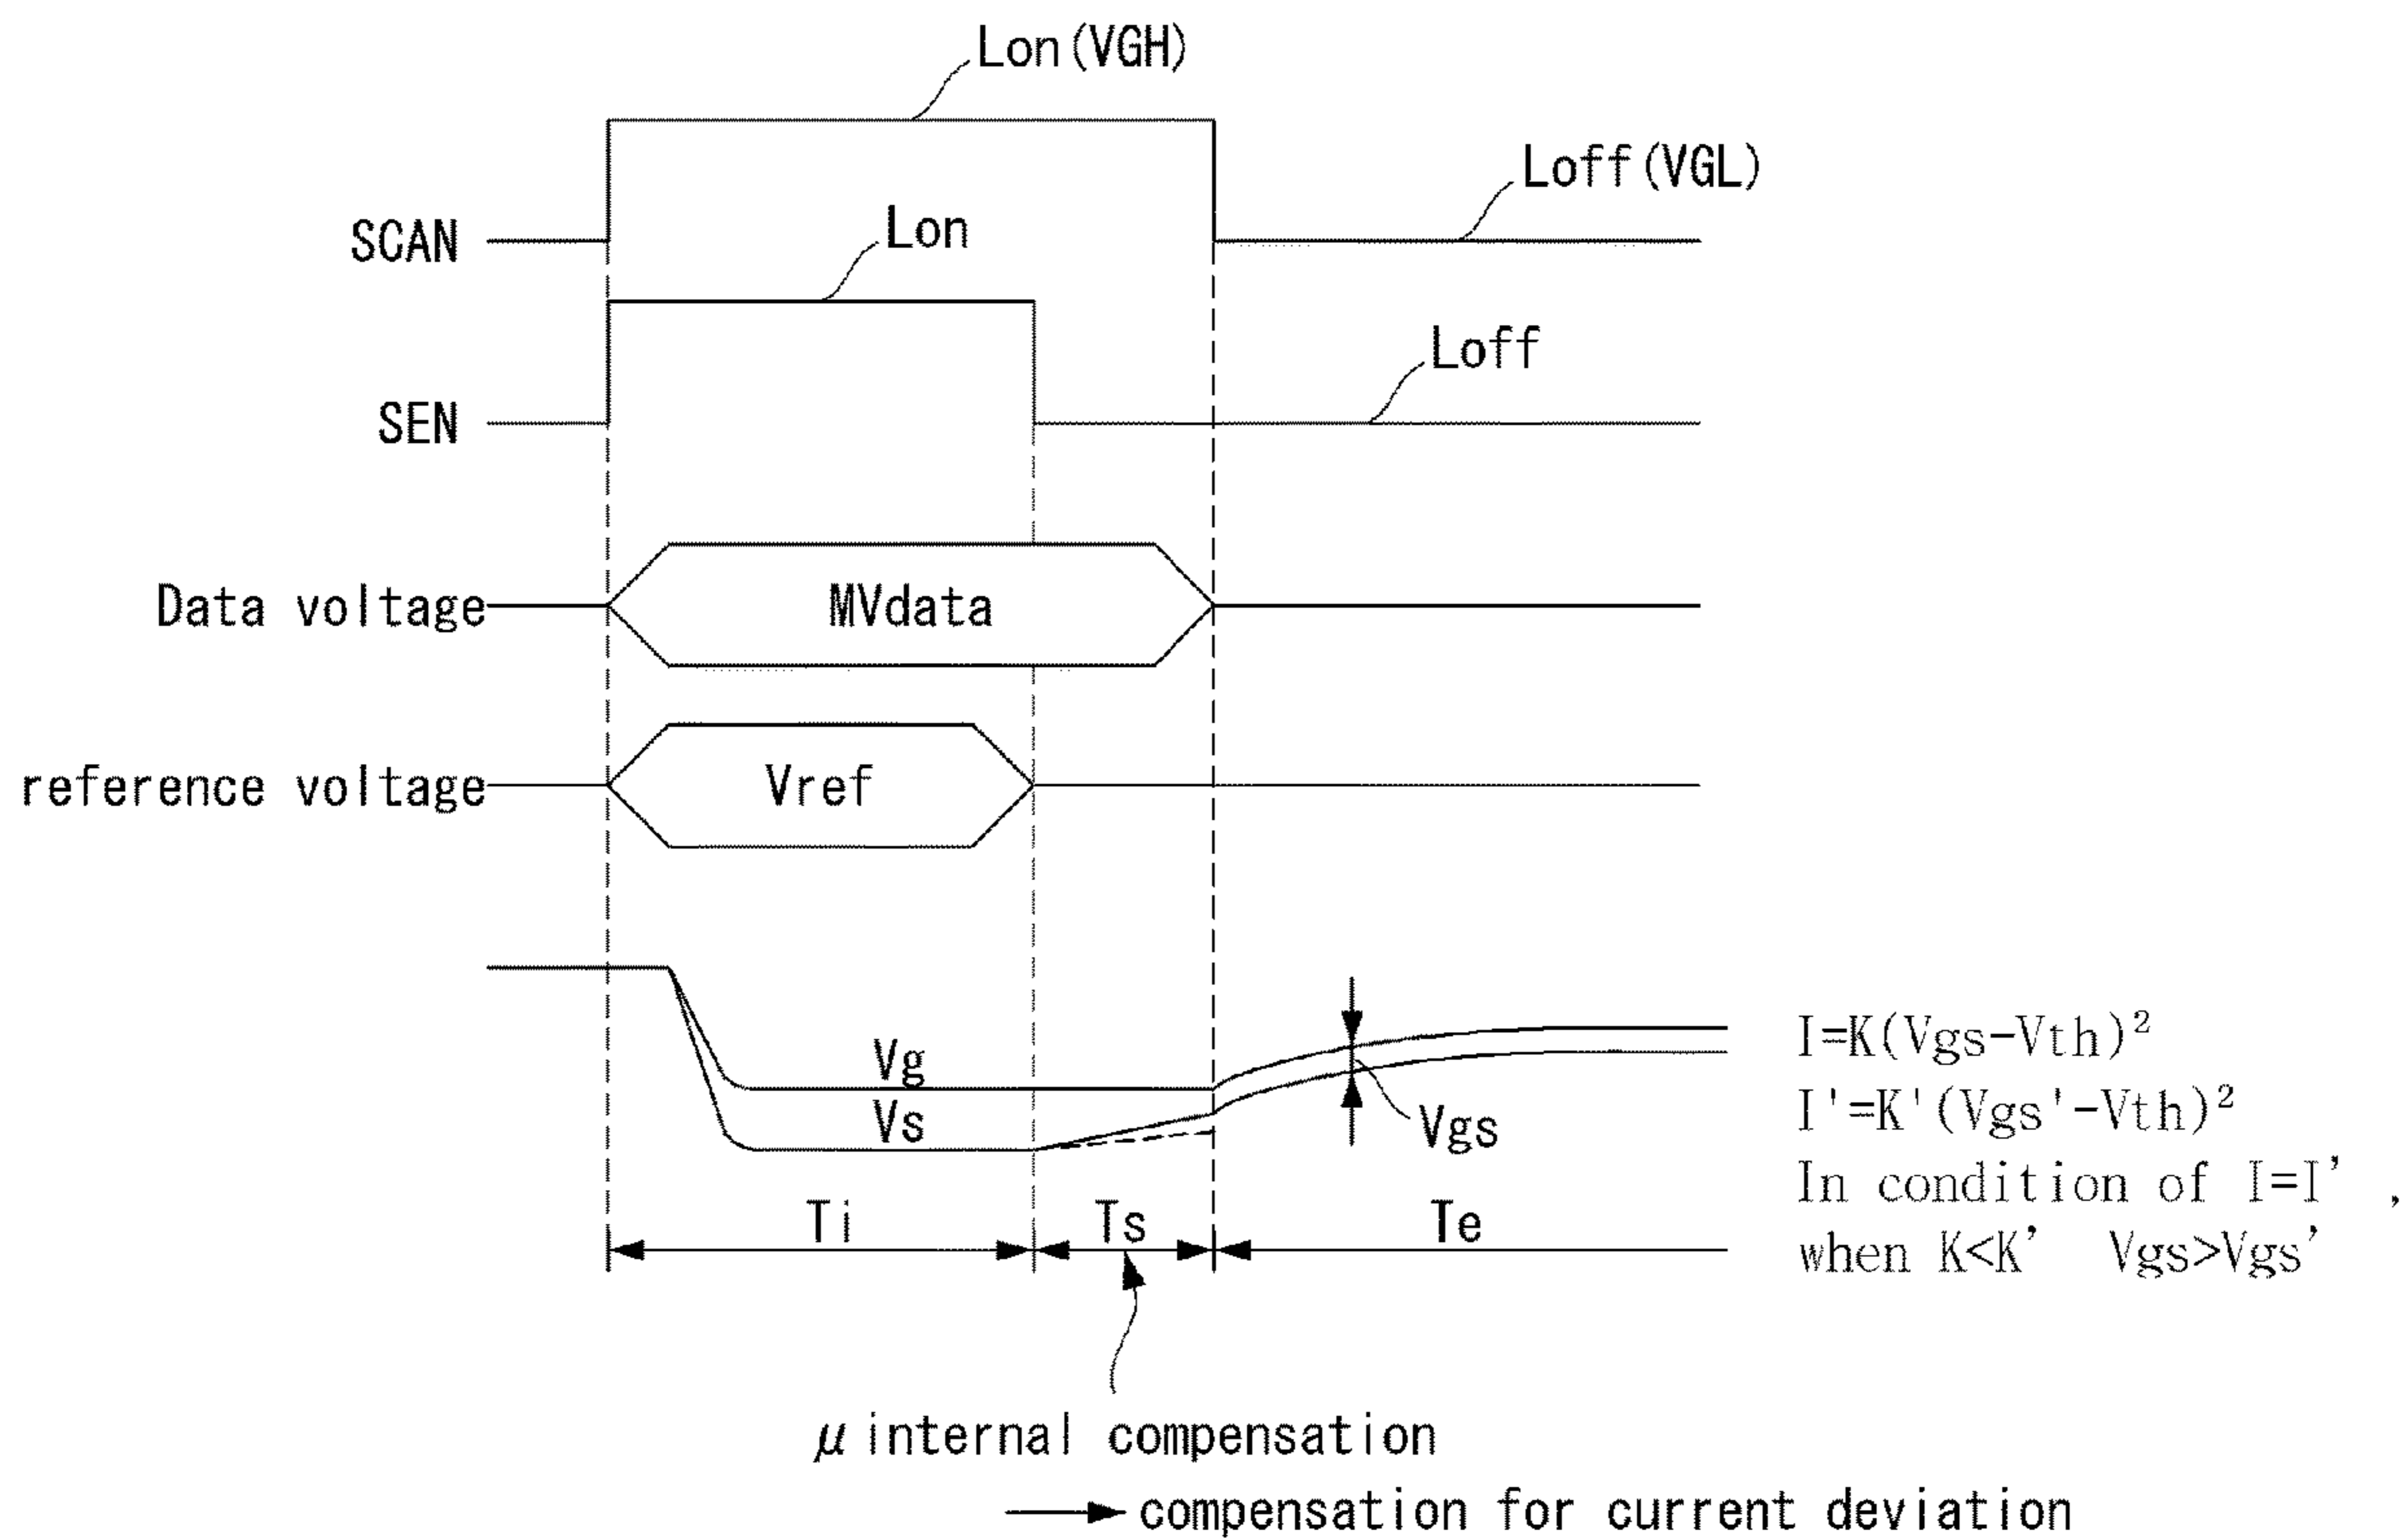 Lon(VGH)
Loff(VGL)
SCAN
Lon
Loff
SEN
Data voltage
MVdata
reference voltage
Vref
Vg
Vs
Vgs
I=K(Vgs-Vth)²
I'=K'(Vgs'-Vth)²
In condition of I=I',
when K<K' Vgs>Vgs'
Ti
Ts
Te
μ internal compensation
compensation for current deviation